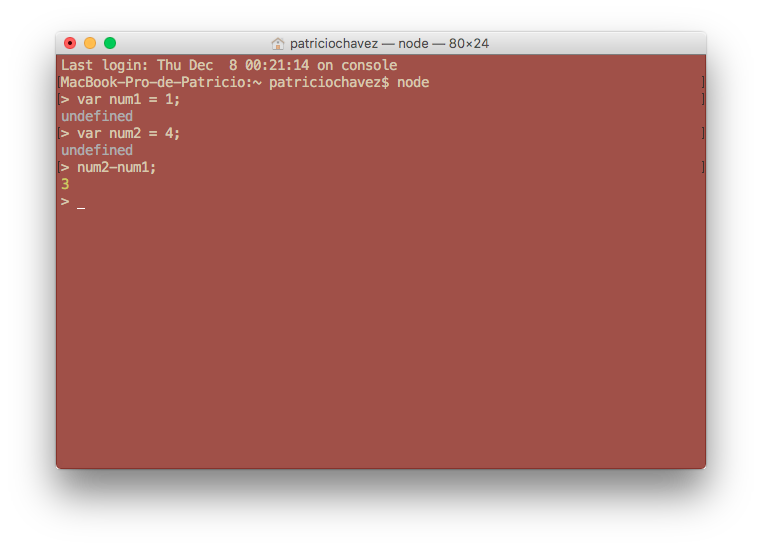 patriciochavez — node — 80×24
Last login: Thu Dec  8 00:21:14 on console
[MacBook-Pro-de-Patricio:~ patriciochavez$ node ]
[> var num1 = 1; ]
undefined
[> var num2 = 4; ]
undefined
[> num2-num1; ]
3
> _